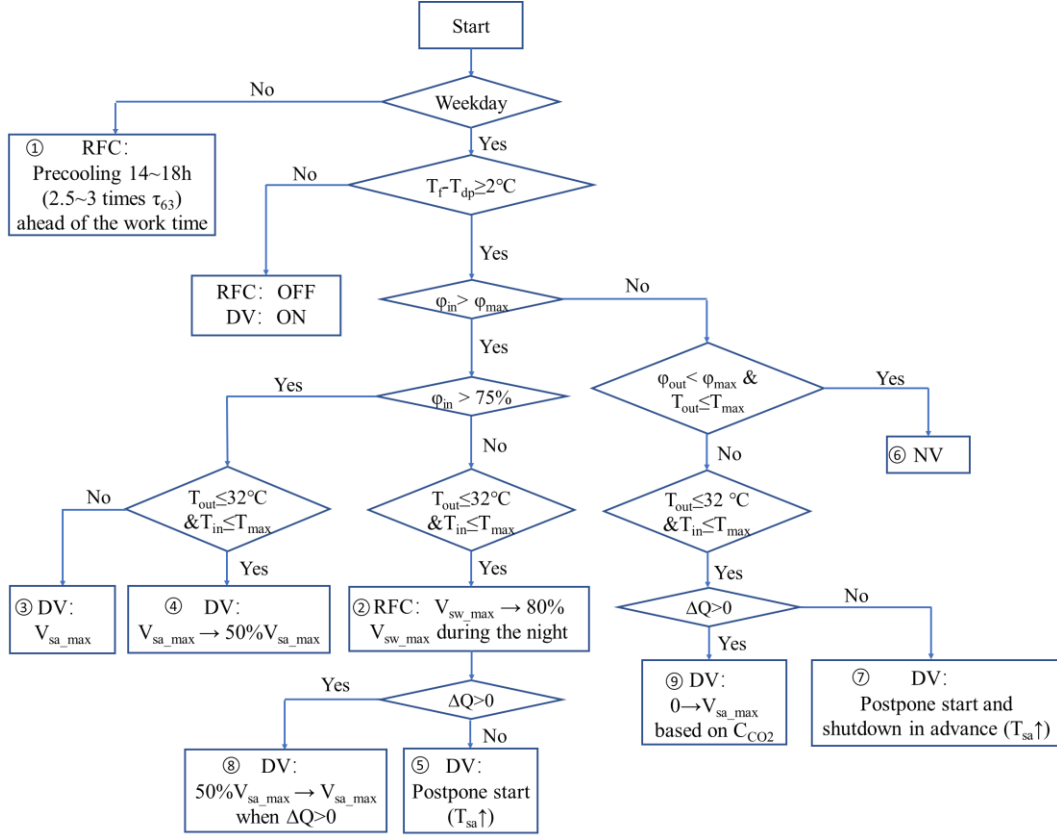 Start
No
Weekday
Yes
① RFC:
Precooling 14~18h
(2.5~3 times τ63)
ahead of the work time
No
Tf-Tdp≥2℃
Yes
RFC: OFF
DV: ON
φin> φmax
No
Yes
Yes
φin > 75%
φout< φmax &
Tout≤Tmax
Yes
No
No
⑥ NV
No
Tout≤32℃
&Tin≤Tmax
Tout≤32℃
&Tin≤Tmax
Tout≤32 ℃
&Tin≤Tmax
Yes
Yes
Yes
③ DV:
Vsa_max
④ DV:
Vsa_max→50%Vsa_max
② RFC: Vsw_max→80%
Vsw_max during the night
ΔQ>0
No
Yes
Yes
ΔQ>0
No
⑨ DV:
0→Vsa_max
based on CCO2
⑦ DV:
Postpone start and
shutdown in advance (Tsa↑)
⑧ DV:
50%Vsa_max→Vsa_max
when ΔQ>0
⑤ DV:
Postpone start
(Tsa↑)